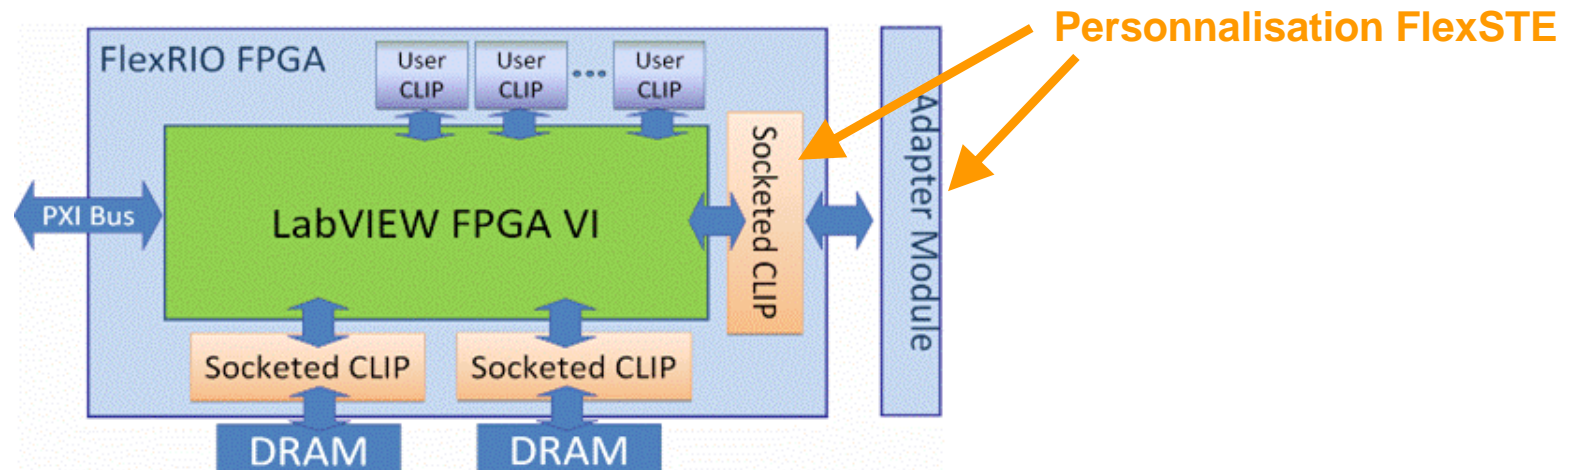 Personnalisation FlexSTE
FlexRIO FPGA
User
CLIP
User
CLIP
...
User
CLIP
PXI Bus
LabVIEW FPGA VI
Socketed CLIP
Adapter Module
Socketed CLIP
Socketed CLIP
DRAM
DRAM